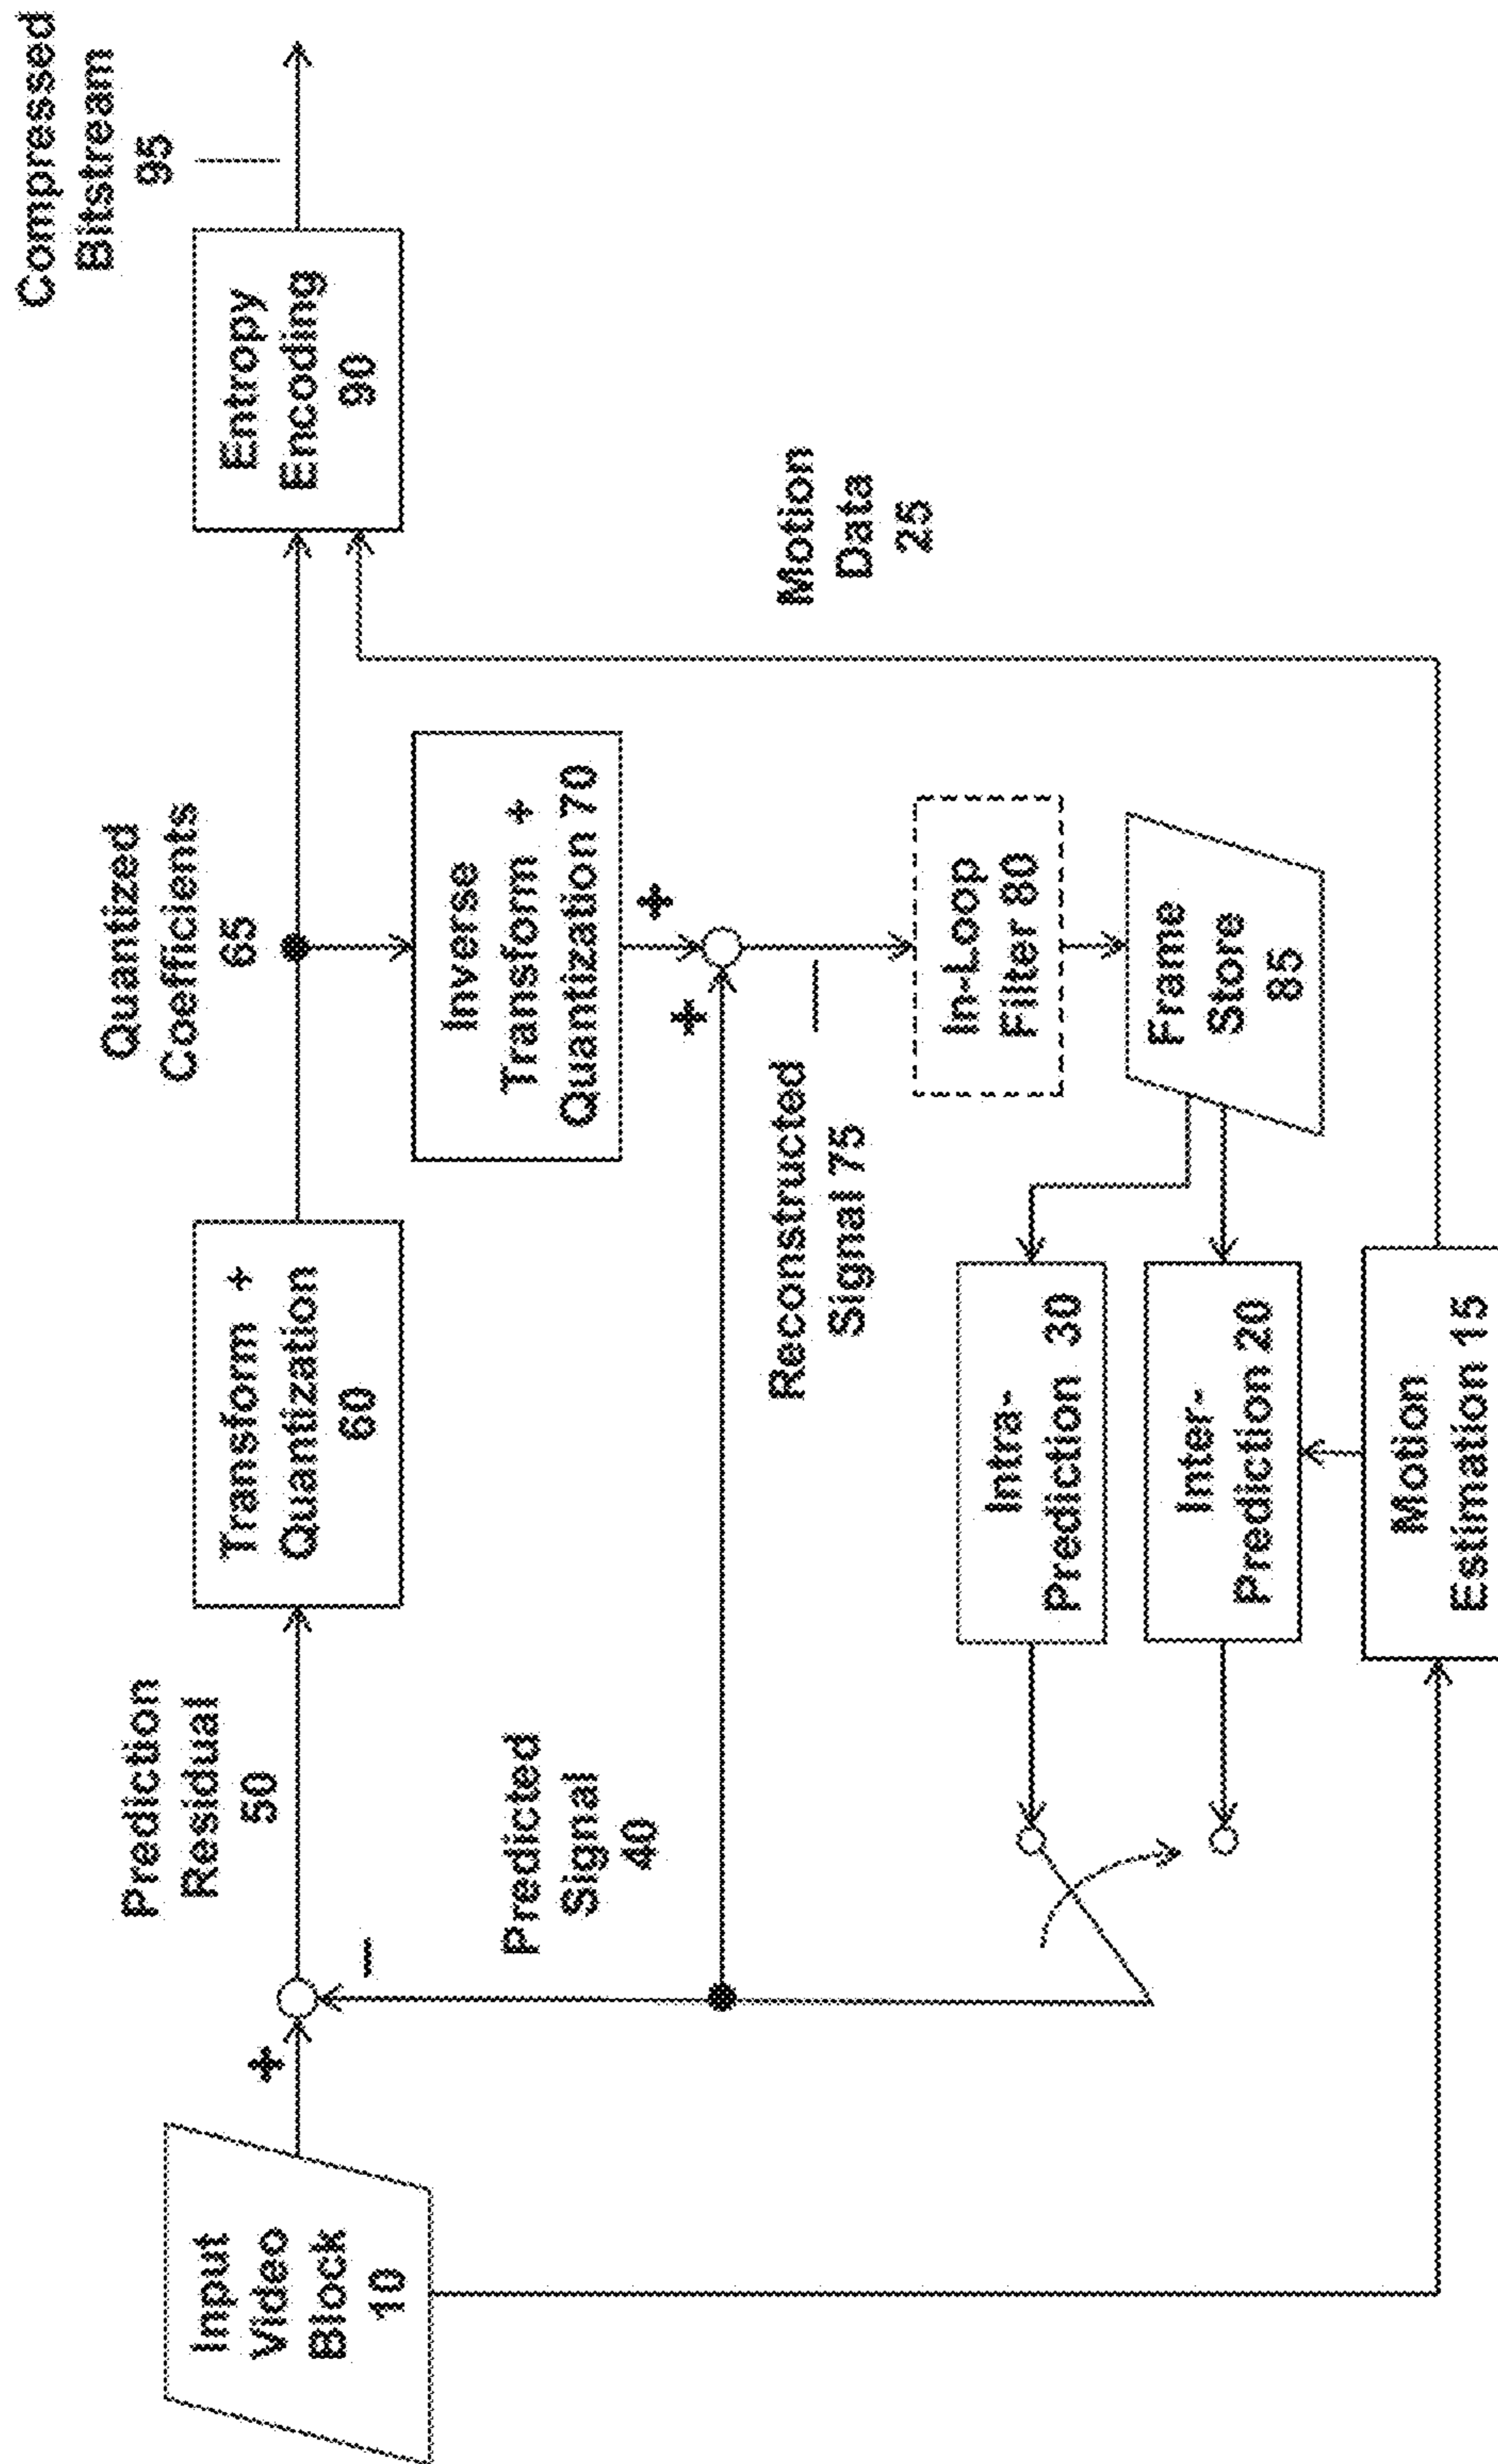 Input
Video
Block
10
+
−
Prediction
Residual
50
Predicted
Signal
40
Transform +
Quantization
60
Quantized
Coefficients
65
Entropy
Encoding
90
Compressed
Bitstream
95
Inverse
Transform +
Quantization 70
+
+
Reconstructed
Signal 75
In-Loop
Filter 80
Frame
Store
85
Intra-
Prediction 30
Inter-
Prediction 20
Motion
Estimation 15
Motion
Data
25